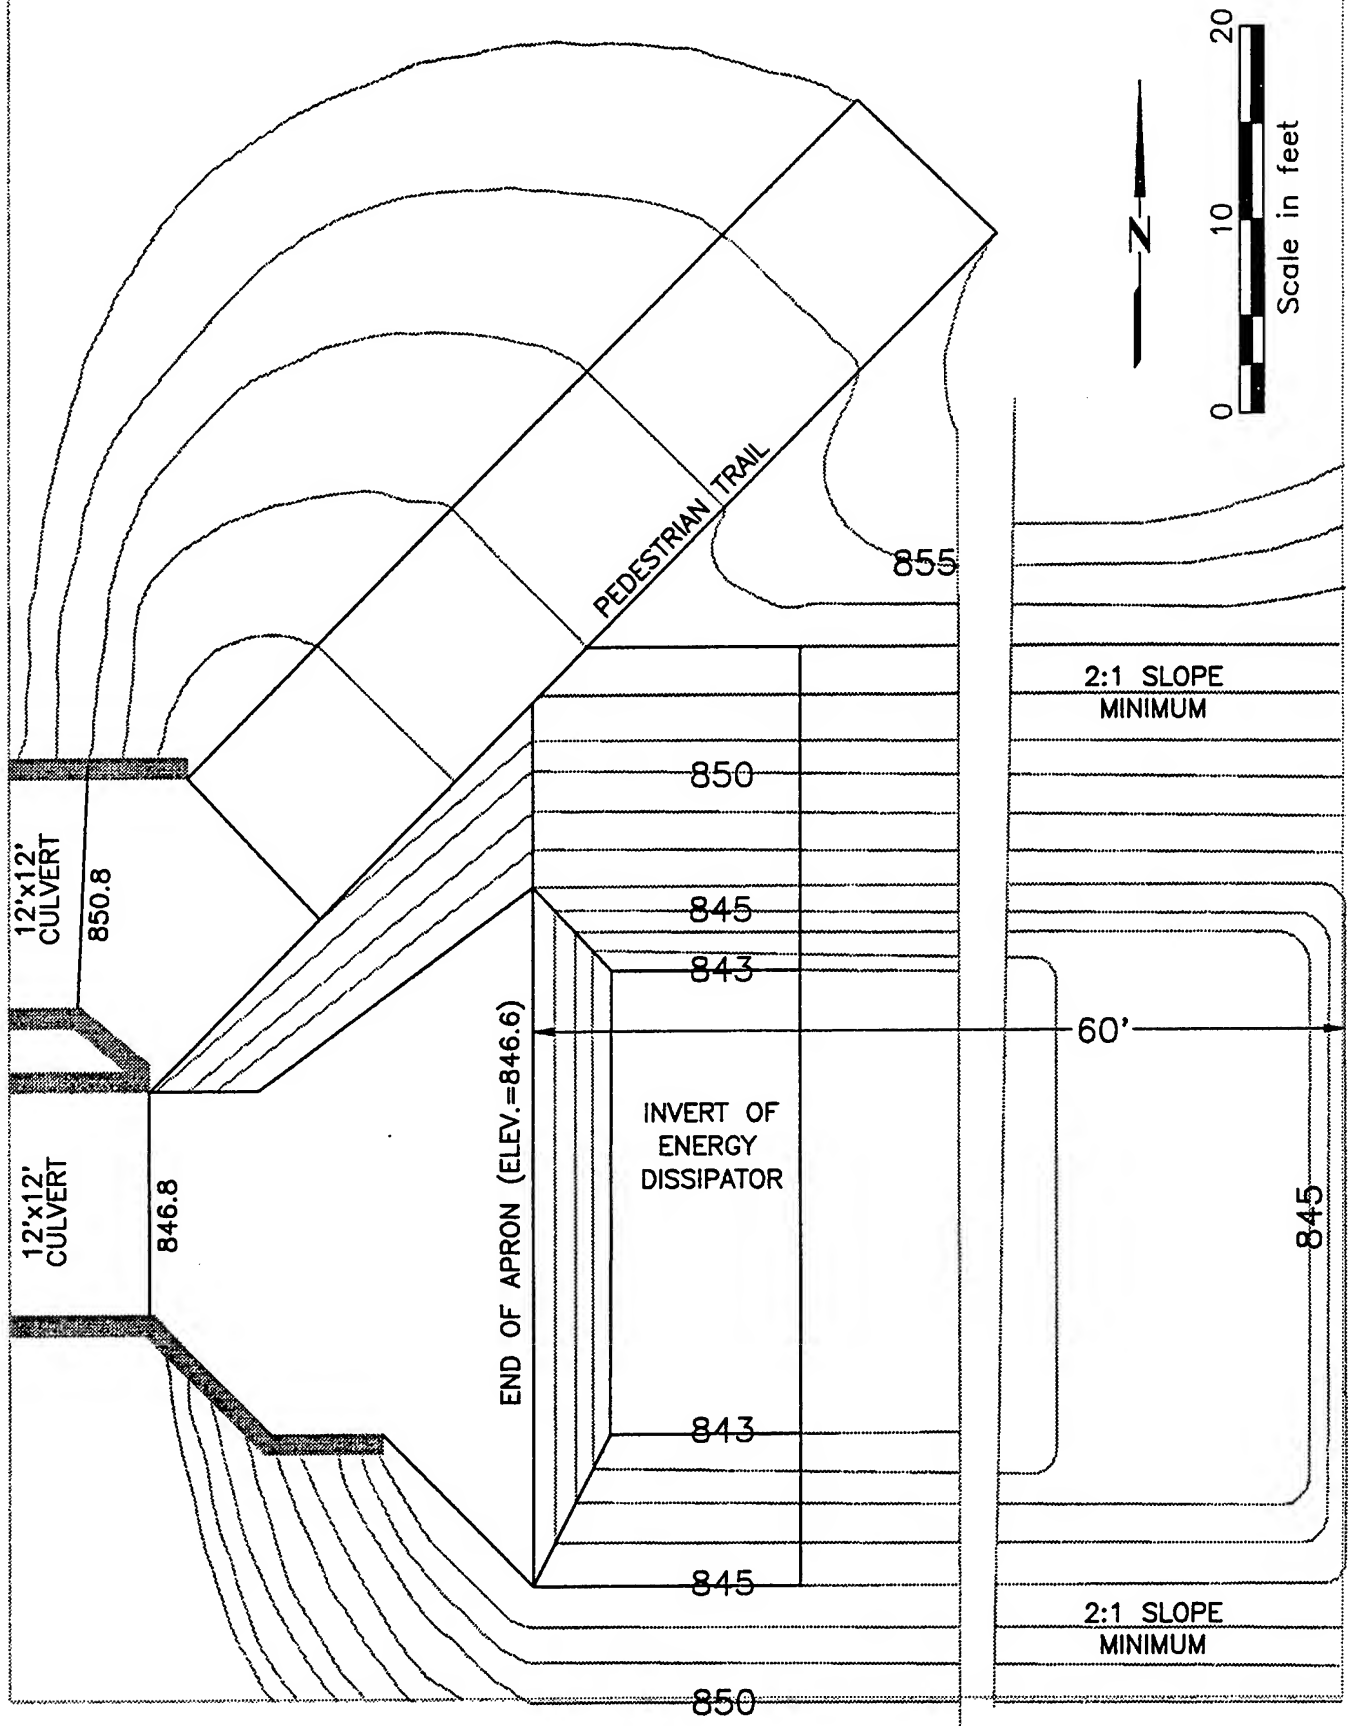 20
10
0
Scale in feet
N
PEDESTRIAN TRAIL
855
2:1 SLOPE
MINIMUM
850
12'x12'
CULVERT
850.8
845
843
60'
END OF APRON (ELEV.=846.6)
INVERT OF
ENERGY
DISSIPATOR
12'x12'
CULVERT
846.8
845
843
845
2:1 SLOPE
MINIMUM
850